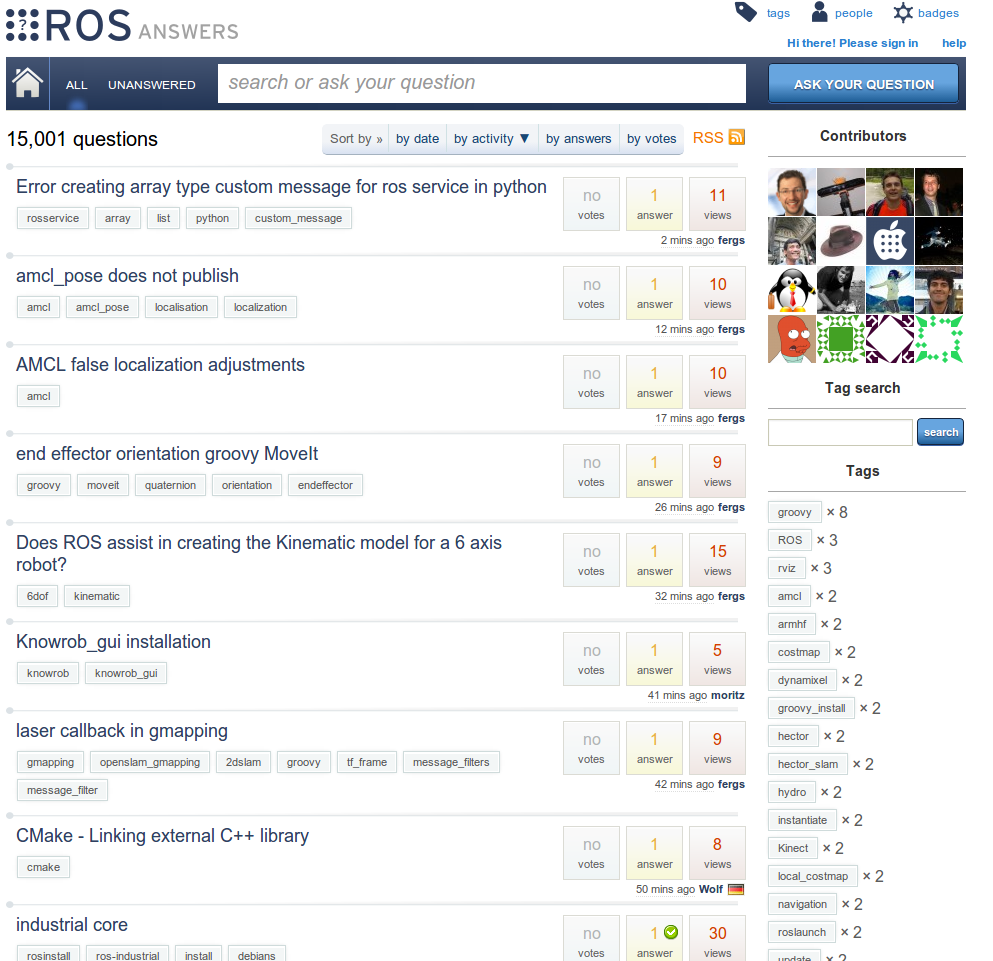 ROS ANSWERS
tags people badges
Hi there! Please sign in help
ALL UNANSWERED search or ask your question ASK YOUR QUESTION
15,001 questions
Sort by » by date by activity ▼ by answers by votes RSS
Error creating array type custom message for ros service in python
rosservice array list python custom_message
no votes 1 answer 11 views
2 mins ago fergs
amcl_pose does not publish
amcl amcl_pose localisation localization
no votes 1 answer 10 views
12 mins ago fergs
AMCL false localization adjustments
amcl
no votes 1 answer 10 views
17 mins ago fergs
end effector orientation groovy MoveIt
groovy moveit quaternion orientation endeffector
no votes 1 answer 9 views
26 mins ago fergs
Does ROS assist in creating the Kinematic model for a 6 axis
robot?
6dof kinematic
no votes 1 answer 15 views
32 mins ago fergs
Knowrob_gui installation
knowrob knowrob_gui
no votes 1 answer 5 views
41 mins ago moritz
laser callback in gmapping
gmapping openslam_gmapping 2dslam groovy tf_frame message_filters
message_filter
no votes 1 answer 9 views
42 mins ago fergs
CMake - Linking external C++ library
cmake
no votes 1 answer 8 views
50 mins ago Wolf
industrial core
rosinstall ros-industrial install debians
no votes 1 answer 30 views
Contributors
Tag search
search
Tags
groovy × 8
ROS × 3
rviz × 3
amcl × 2
armhf × 2
costmap × 2
dynamixel × 2
groovy_install × 2
hector × 2
hector_slam × 2
hydro × 2
instantiate × 2
Kinect × 2
local_costmap × 2
navigation × 2
roslaunch × 2
update × 2